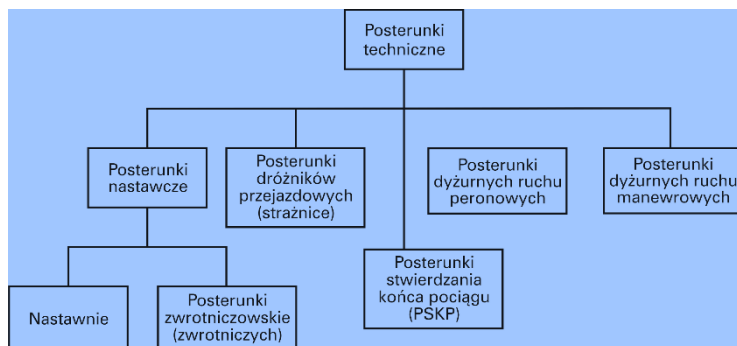 Posterunki
techniczne
Posterunki
nastawcze
Posterunki
dróżników
przejazdowych
(strażnice)
Posterunki
dyżurnych ruchu
peronowych
Posterunki
dyżurnych ruchu
manewrowych
Nastawnie
Posterunki
zwrotniczowskie
(zwrotniczych)
Posterunki
stwierdzania
końca pociągu
(PSKP)